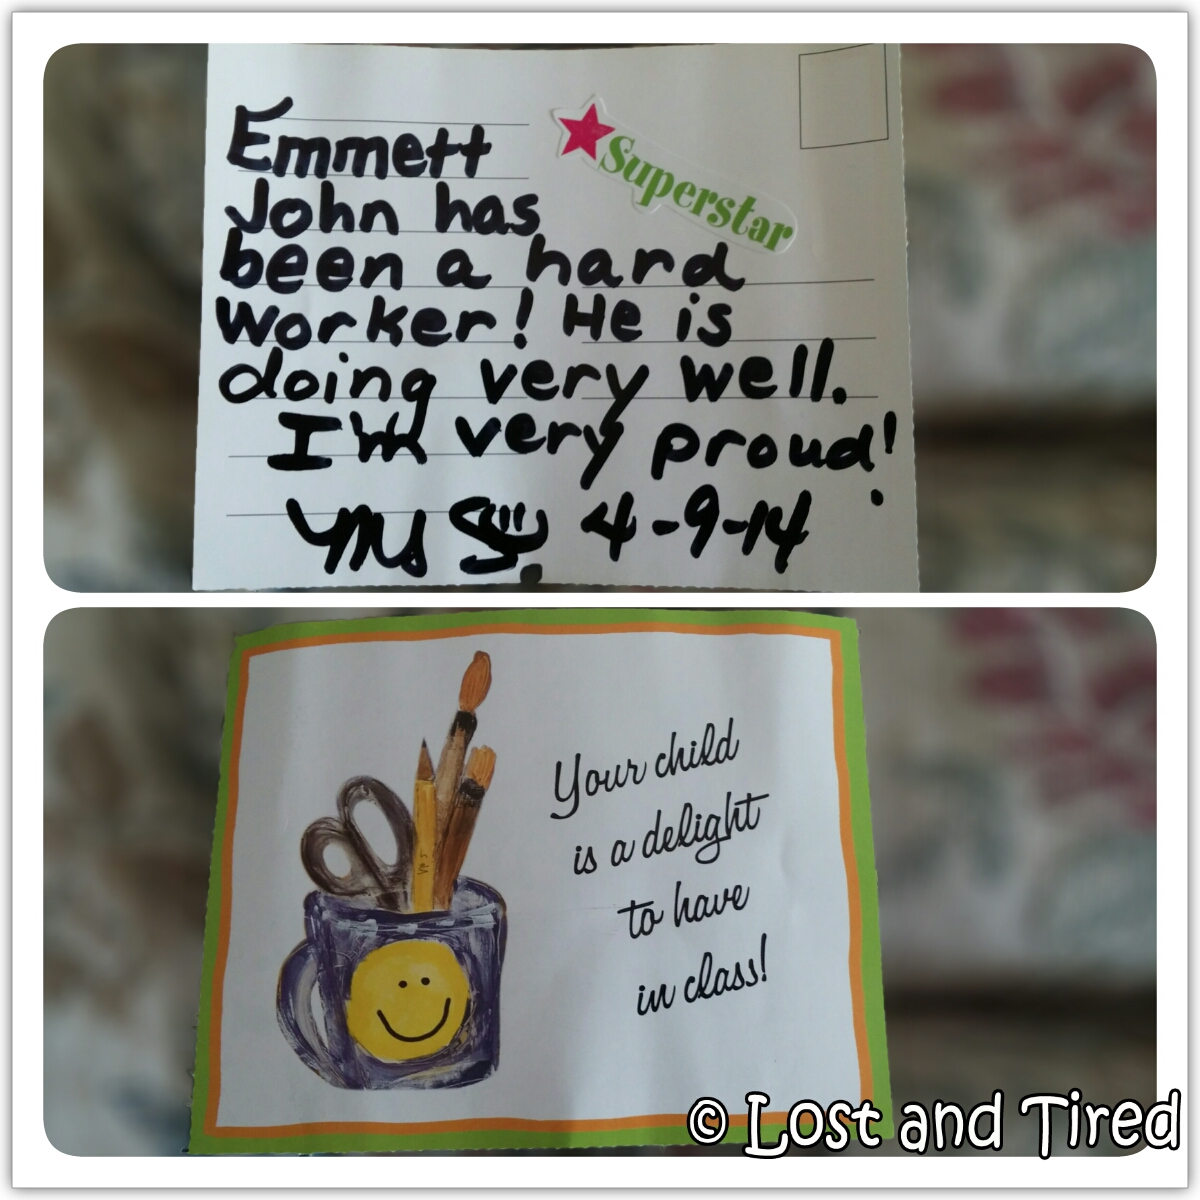 Emmett
John has
been a hard
worker! He is
doing very well.
I'm very proud!
Ms S. 4-9-14
Superstar
Your child
is a delight
to have
in class!
© Lost and Tired